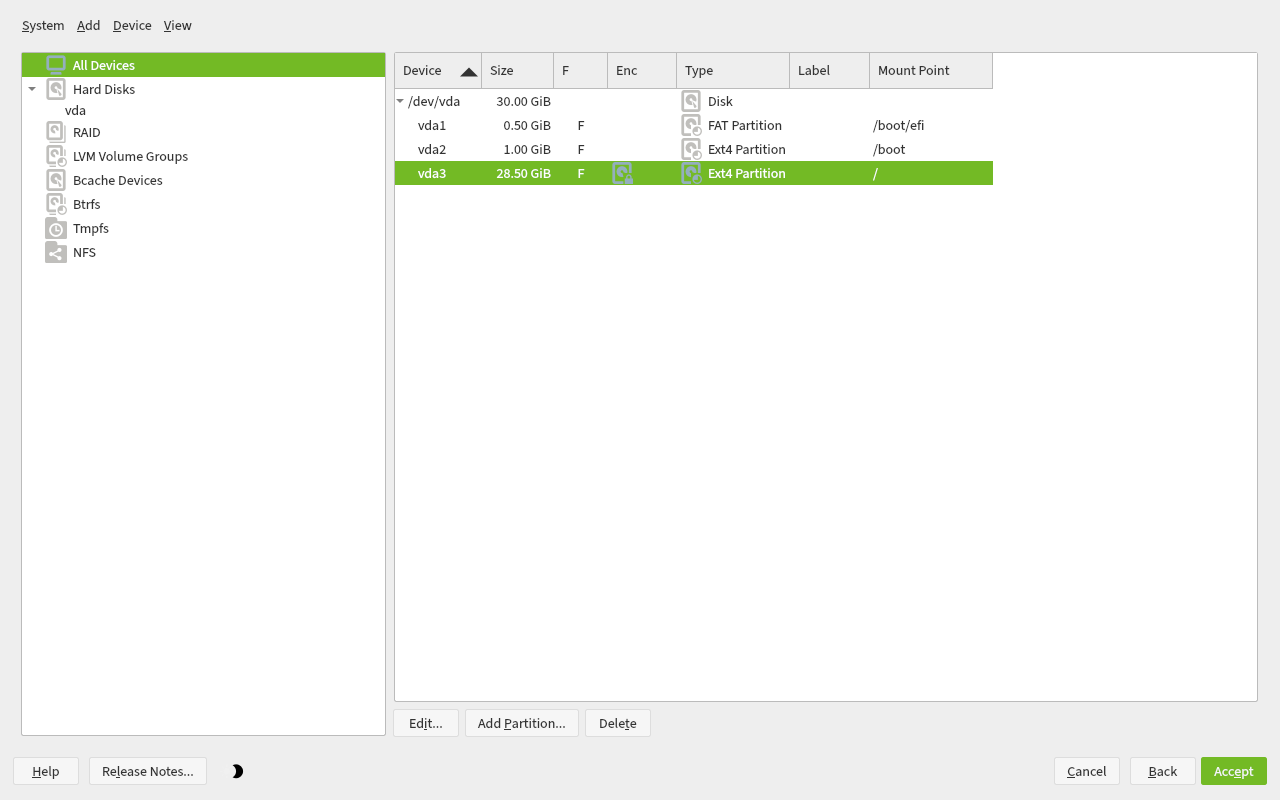 System Add Device View
All Devices
Hard Disks
vda
RAID
LVM Volume Groups
Bcache Devices
Btrfs
Tmpfs
NFS
Device Size F Enc Type Label Mount Point
/dev/vda 30.00 GiB Disk
vda1 0.50 GiB F FAT Partition /boot/efi
vda2 1.00 GiB F Ext4 Partition /boot
vda3 28.50 GiB F Ext4 Partition /
Edit... Add Partition... Delete
Help Release Notes... Cancel Back Accept